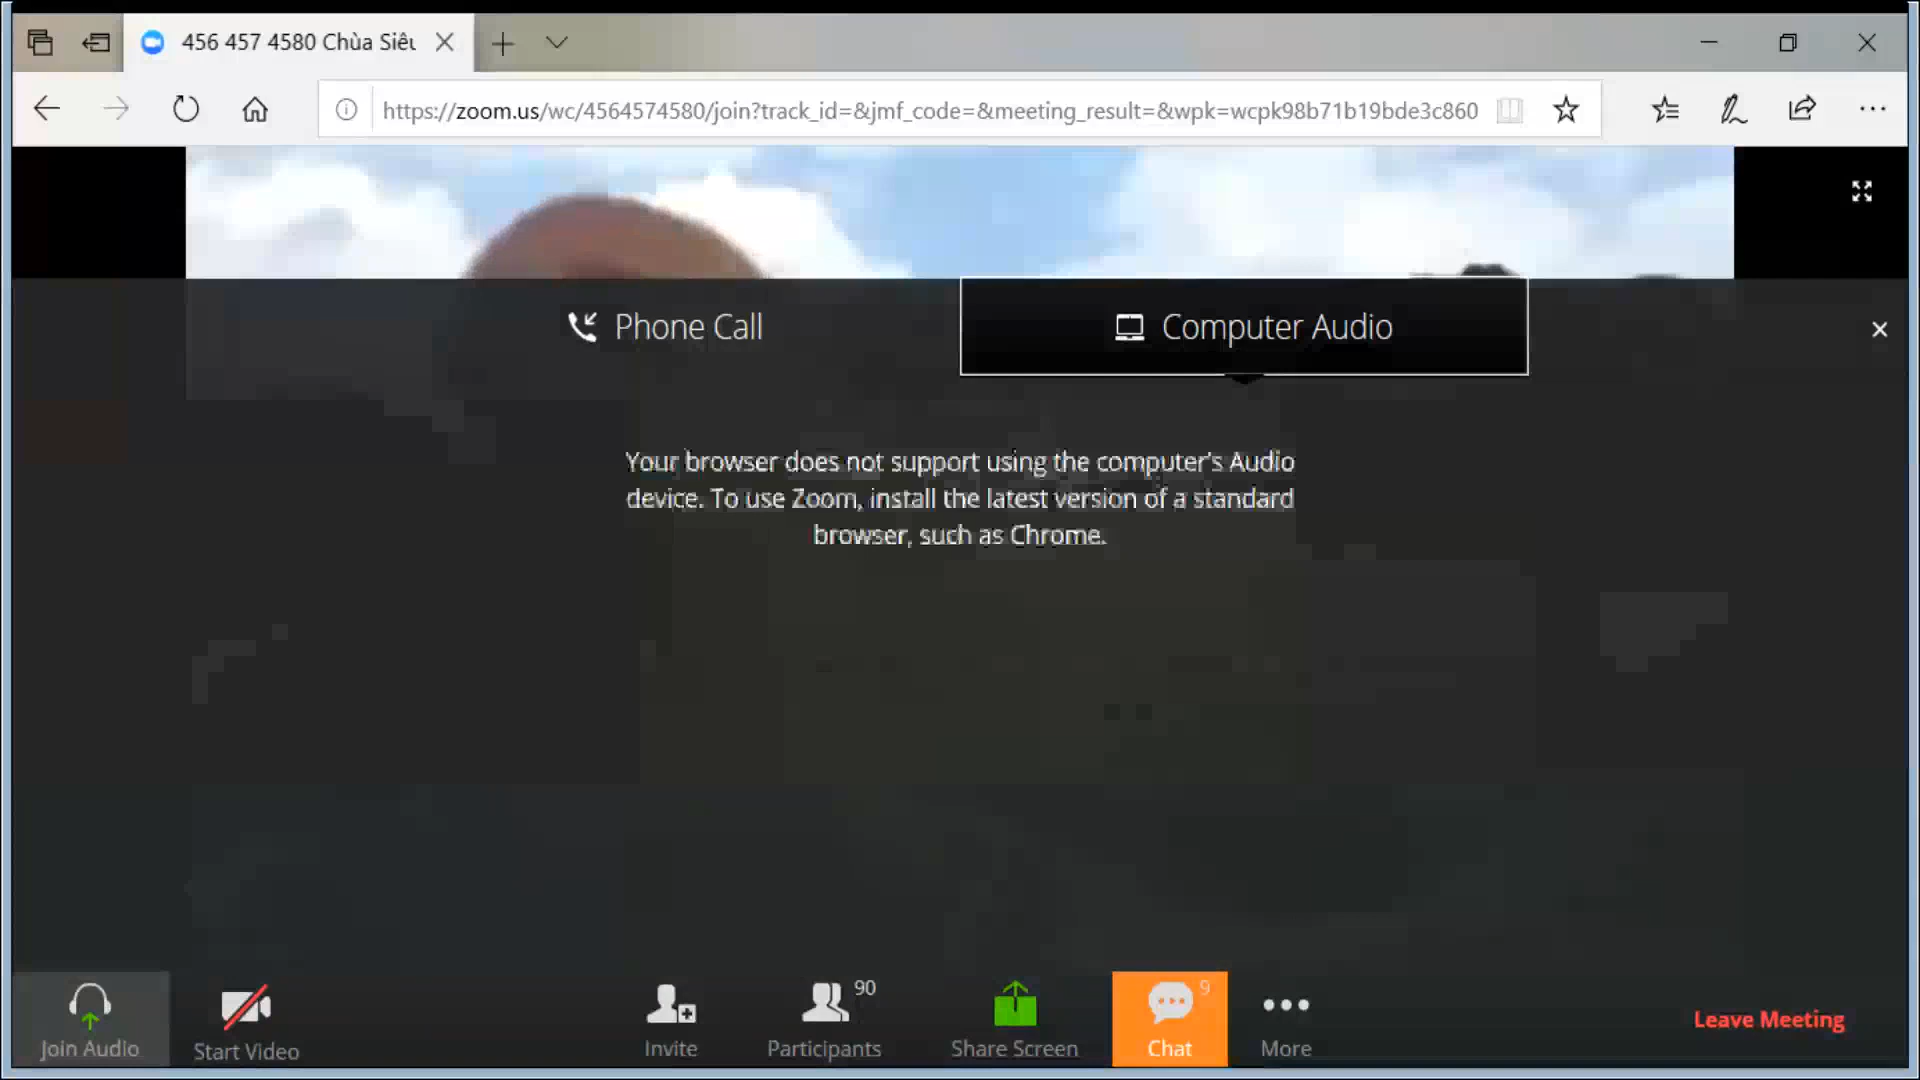 456 457 4580 Chùa Siêu
https://zoom.us/wc/4564574580/join?track_id=&jmf_code=&meeting_result=&wpk=wcpk98b71b19bde3c860
Phone Call
Computer Audio
Your browser does not support using the computer's Audio
device. To use Zoom, install the latest version of a standard
browser, such as Chrome.
Join Audio
Start Video
Invite
90
Participants
Share Screen
9
Chat
More
Leave Meeting